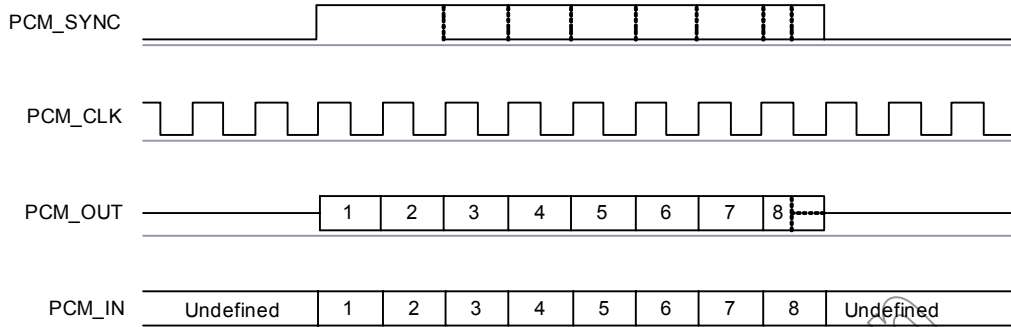 PCM_SYNC
PCM_CLK
PCM_OUT 1 2 3 4 5 6 7 8
PCM_IN Undefined 1 2 3 4 5 6 7 8 Undefined